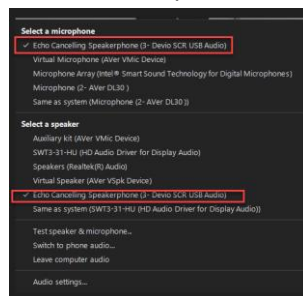 Select a microphone
✓ Echo Cancelling Speakerphone (3- Devio SCR USB Audio)
Virtual Microphone (AVer VMic Device)
Microphone Array (Intel® Smart Sound Technology for Digital Microphones)
Microphone (2- AVer DL30 )
Same as system (Microphone (2- AVer DL30 ))
Select a speaker
Auxiliary kit (AVer VMic Device)
SWT3-31-HU (HD Audio Driver for Display Audio)
Speakers (Realtek(R) Audio)
Virtual Speaker (AVer VSpk Device)
✓ Echo Cancelling Speakerphone (3- Devio SCR USB Audio)
Same as system (SWT3-31-HU (HD Audio Driver for Display Audio))
Test speaker & microphone...
Switch to phone audio...
Leave computer audio
Audio settings...